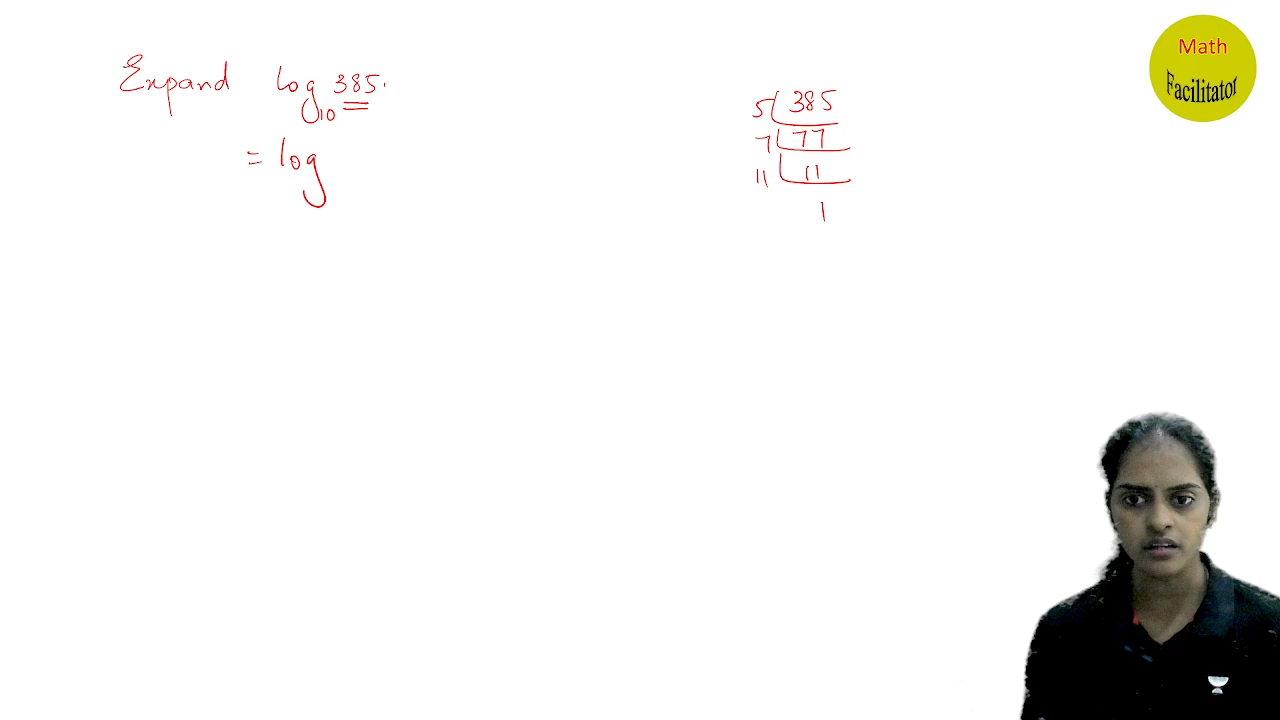 Expand log₁₀ 385.
= log
5 385
7 77
11 11
1
Math
Facilitator